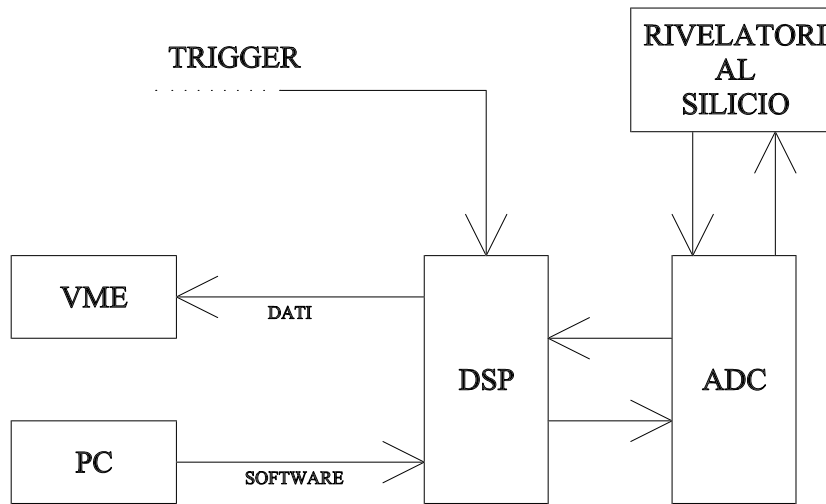 TRIGGER
RIVELATORI
AL
SILICIO
VME
DATI
DSP
ADC
PC
SOFTWARE